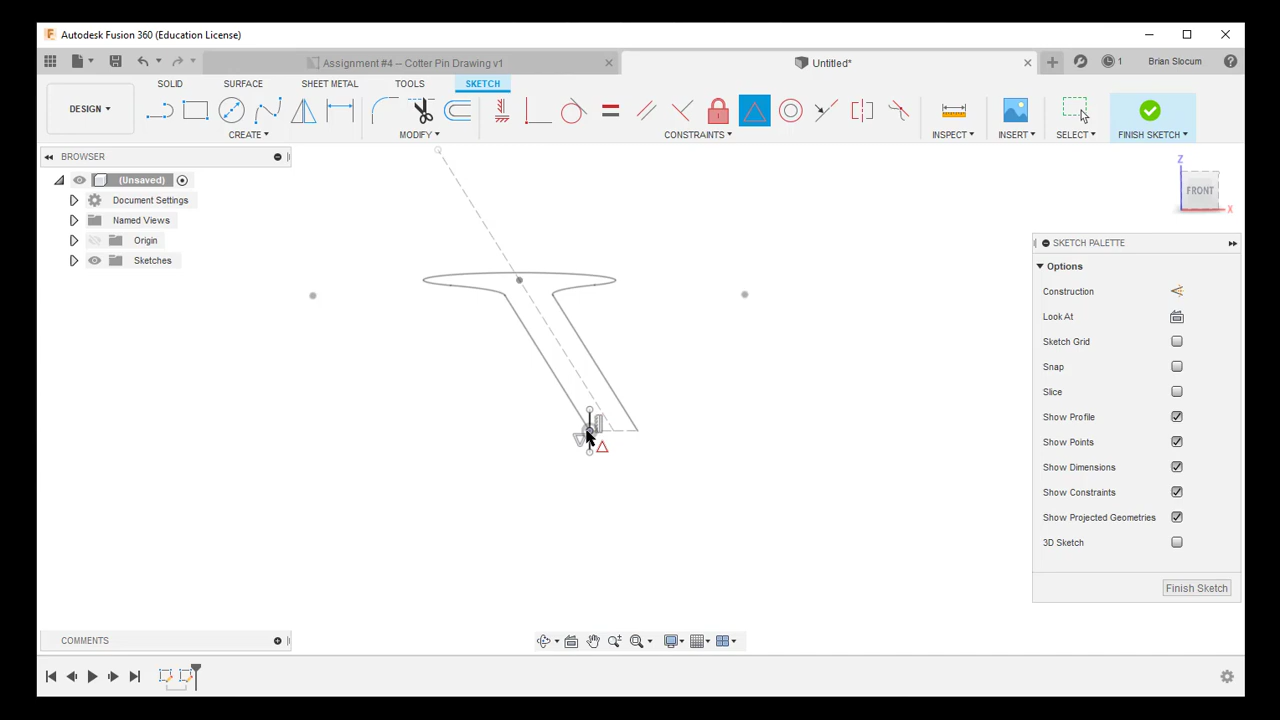 Autodesk Fusion 360 (Education License)
Assignment #4 – Cotter Pin Drawing v1
Untitled*
1
Brian Slocum
SOLID
SURFACE
SHEET METAL
TOOLS
SKETCH
DESIGN
CREATE
MODIFY
CONSTRAINTS
INSPECT
INSERT
SELECT
FINISH SKETCH
BROWSER
(Unsaved)
Document Settings
Named Views
Origin
Sketches
Z
FRONT
X
SKETCH PALETTE
Options
Construction
Look At
Sketch Grid
Snap
Slice
Show Profile
Show Points
Show Dimensions
Show Constraints
Show Projected Geometries
3D Sketch
Finish Sketch
COMMENTS